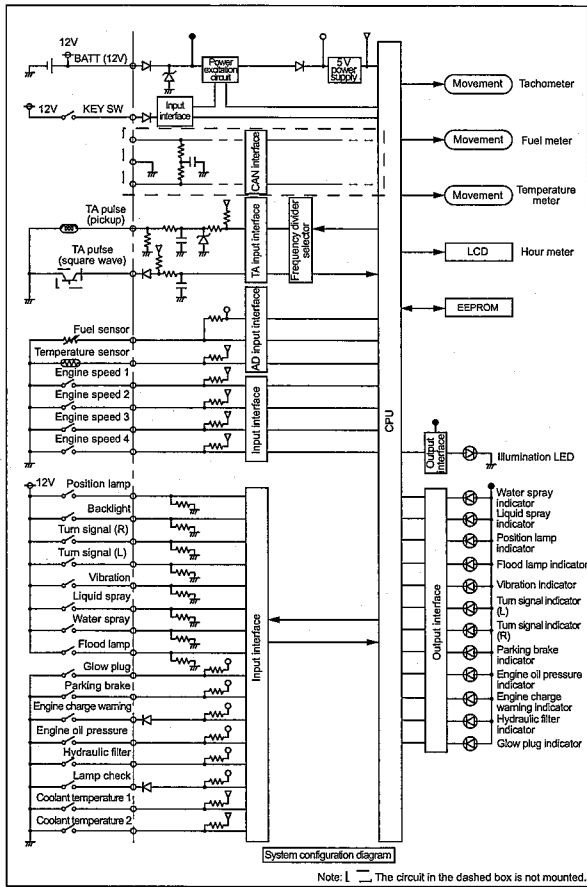 12V
BATT (12V)
Power
excitation
circuit
5 V
power
supply
12V
KEY SW
Input
interface
CAN interface
TA pulse
(pickup)
TA pulse
(square wave)
TA input interface
Frequency divider
selector
Fuel sensor
Temperature sensor
AD input interface
Engine speed 1
Engine speed 2
Engine speed 3
Engine speed 4
Input interface
CPU
Movement
Tachometer
Movement
Fuel meter
Movement
Temperature
meter
LCD
Hour meter
EEPROM
Output
interface
Illumination LED
12V
Position lamp
Backlight
Turn signal (R)
Turn signal (L)
Vibration
Liquid spray
Water spray
Flood lamp
Glow plug
Parking brake
Engine charge warning
Engine oil pressure
Hydraulic filter
Lamp check
Coolant temperature 1
Coolant temperature 2
Input interface
Output interface
Water spray
indicator
Liquid spray
indicator
Position lamp
indicator
Flood lamp indicator
Vibration indicator
Turn signal indicator
(L)
Turn signal indicator
(R)
Parking brake
indicator
Engine oil pressure
indicator
Engine charge
warning indicator
Hydraulic filter
indicator
Glow plug indicator
System configuration diagram
Note: The circuit in the dashed box is not mounted.